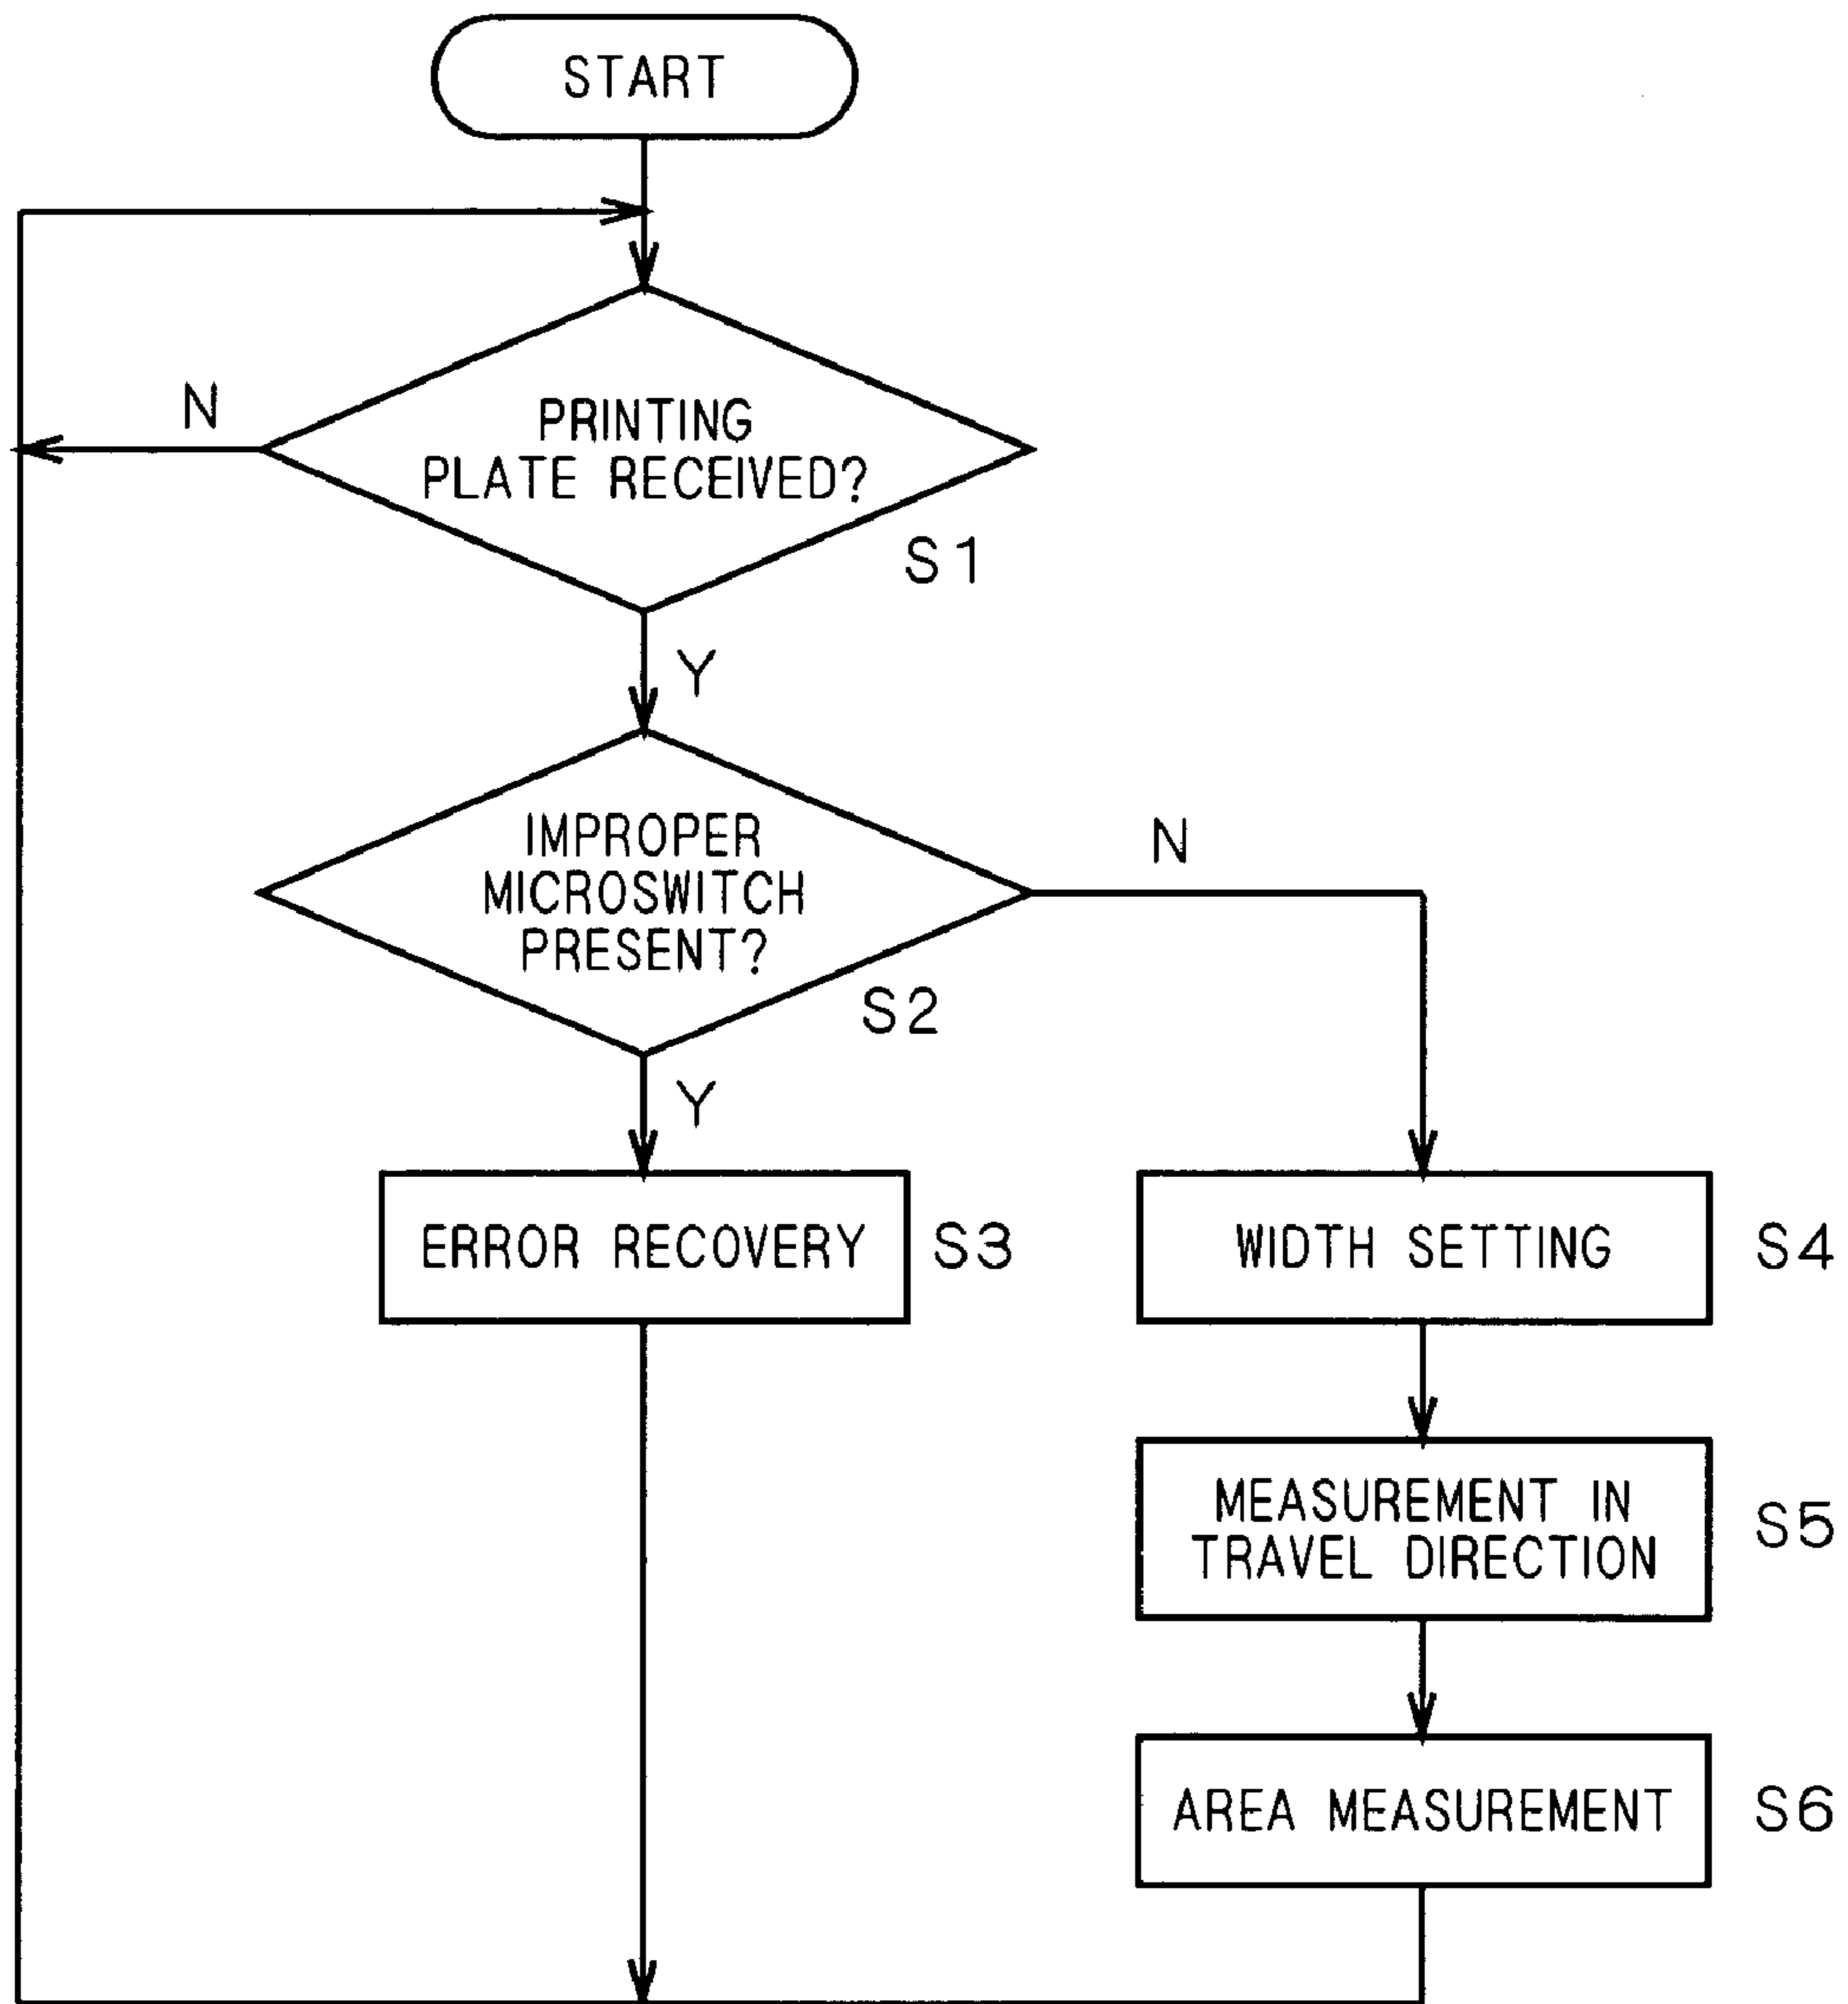 START
N
PRINTING
PLATE RECEIVED?
S1
Y
IMPROPER
MICROSWITCH
PRESENT?
N
S2
Y
ERROR RECOVERY
S3
WIDTH SETTING
S4
MEASUREMENT IN
TRAVEL DIRECTION
S5
AREA MEASUREMENT
S6